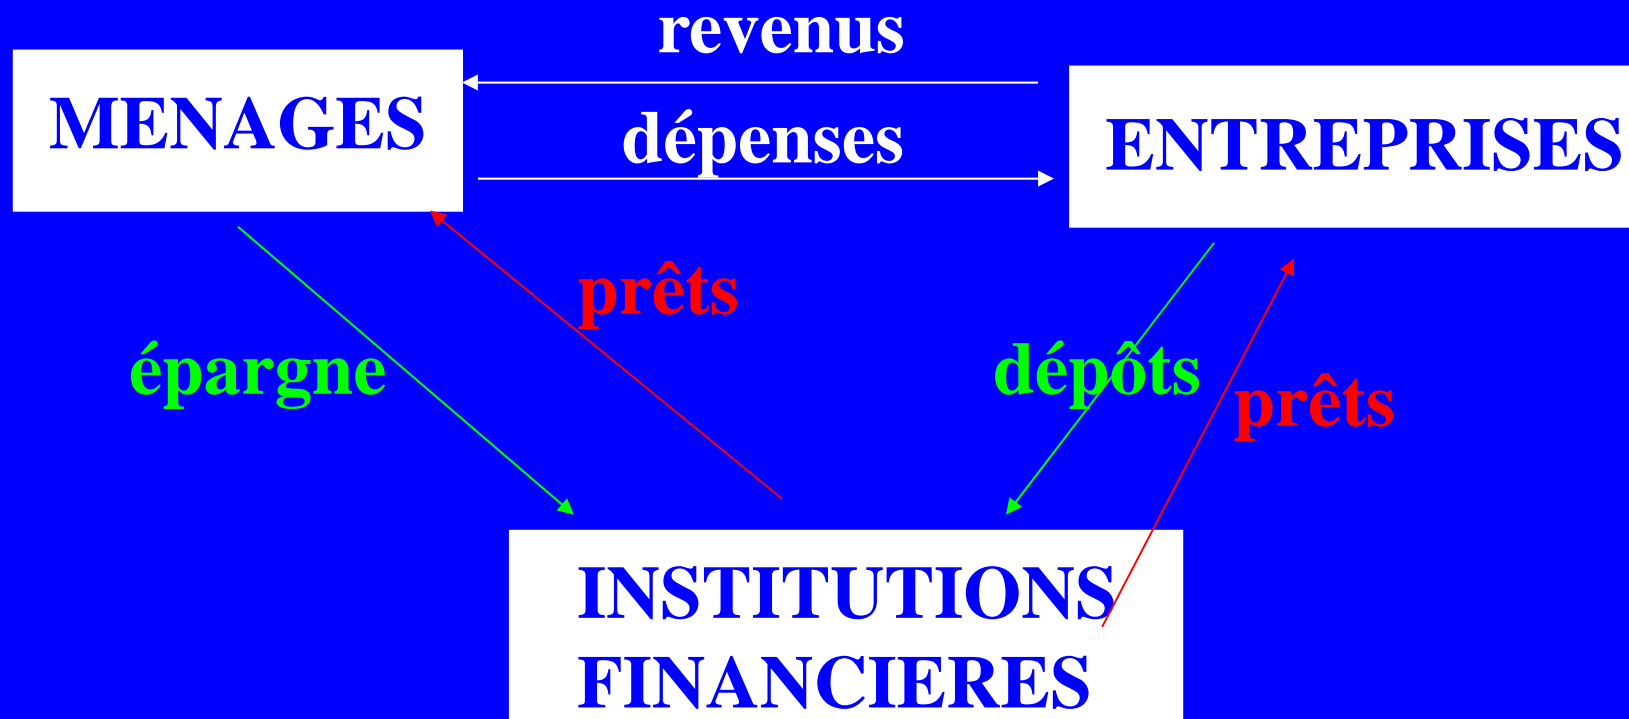 revenus
MENAGES
dépenses
ENTREPRISES
prêts
épargne
dépôts
prêts
INSTITUTIONS
FINANCIERES